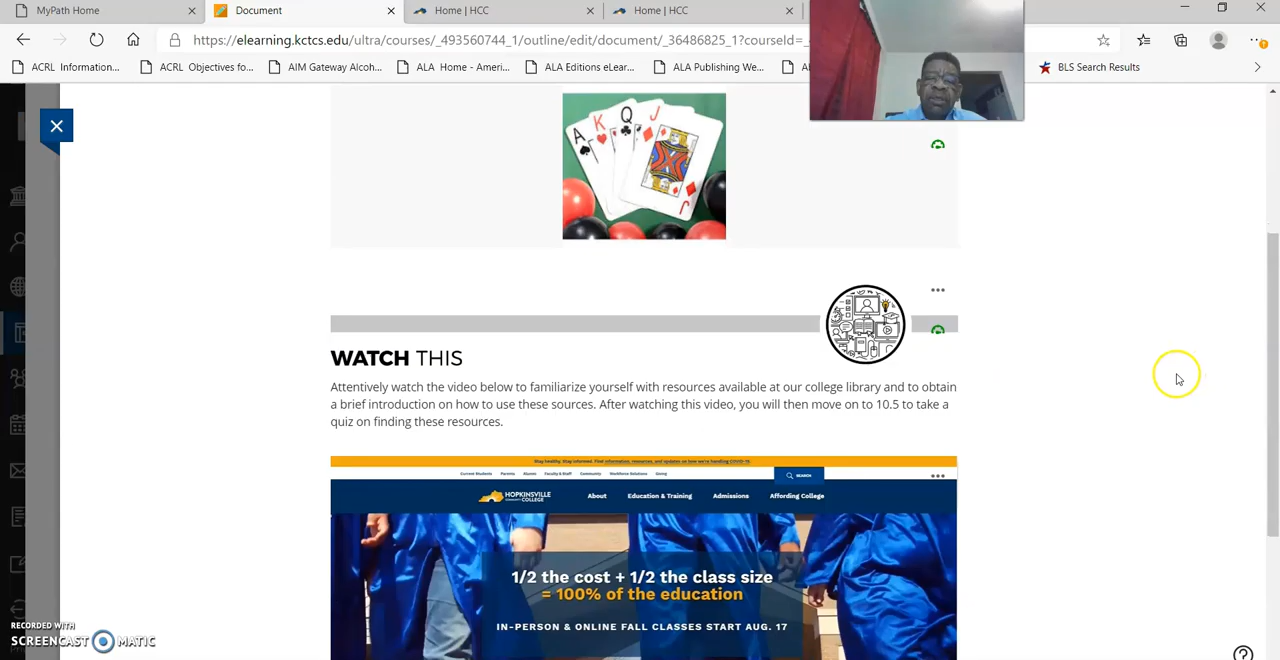 MyPath Home
Document
Home | HCC
Home | HCC
https://elearning.kctcs.edu/ultra/courses/_493560744_1/outline/edit/document/_36486825_1?courseId=_
ACRL Information...
ACRL Objectives fo...
AIM Gateway Alcoh...
ALA Home - Ameri...
ALA Editions eLear...
ALA Publishing We...
BLS Search Results
A
K
Q
J
WATCH THIS
Attentively watch the video below to familiarize yourself with resources available at our college library and to obtain
a brief introduction on how to use these sources. After watching this video, you will then move on to 10.5 to take a
quiz on finding these resources.
Stay healthy. Stay informed. Find information, resources, and updates on how we're handling COVID-19.
Current Students
Parents
Alumni
Faculty & Staff
Community
Workforce Solutions
Giving
SEARCH
HOPKINSVILLE
COMMUNITY COLLEGE
About
Education & Training
Admissions
Affording College
1/2 the cost + 1/2 the class size
= 100% of the education
IN-PERSON & ONLINE FALL CLASSES START AUG. 17
RECORDED WITH
SCREENCAST MATIC